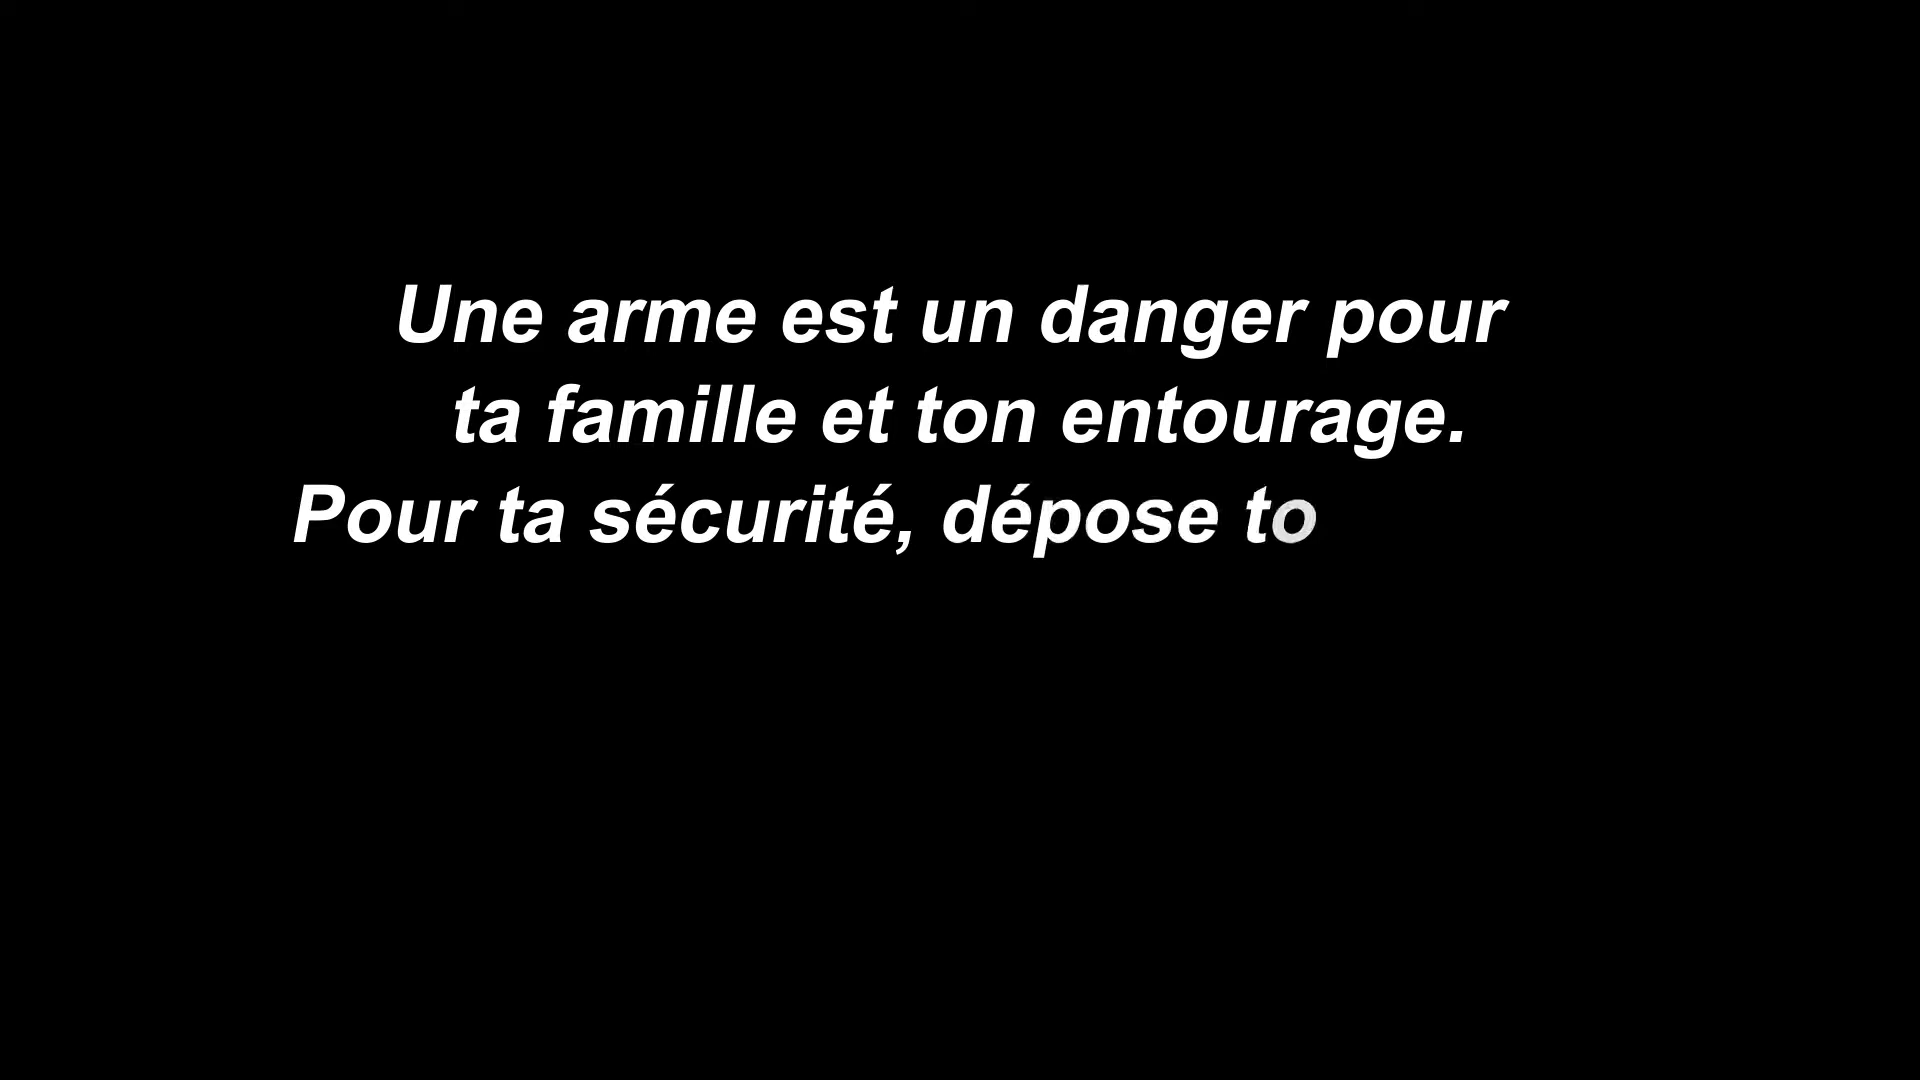 Une arme est un danger pour
ta famille et ton entourage.
Pour ta sécurité, dépose to